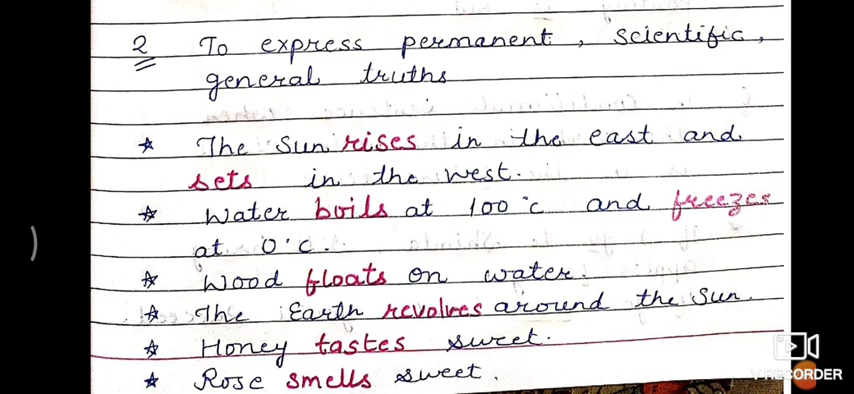 2 To express permanent, scientific,
general truths
☆ The Sun rises in the east and
sets in the west.
☆ Water boils at 100°c and freezes
at 0°c.
☆ Wood floats on water.
☆ The Earth revolves around the Sun.
☆ Honey tastes sweet.
☆ Rose smells sweet.
V RECORDER